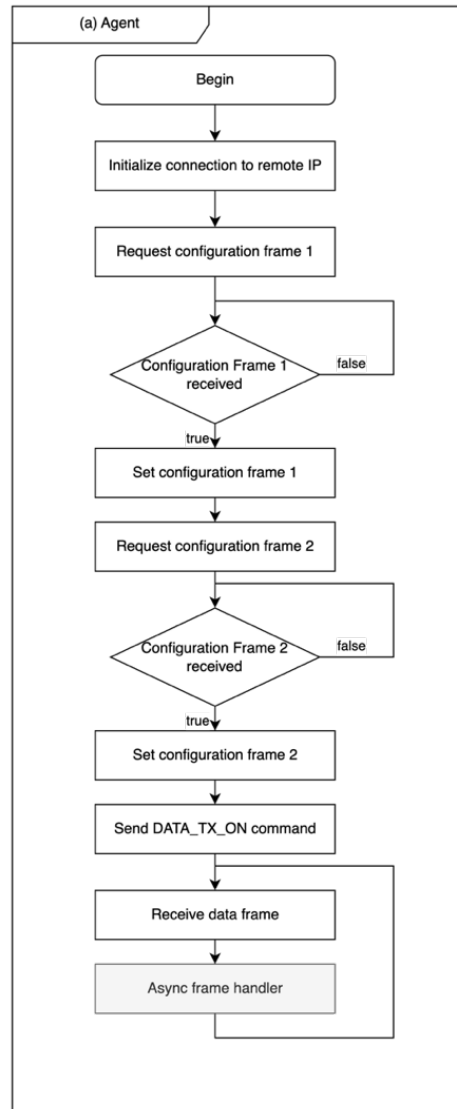 (a) Agent
Begin
Initialize connection to remote IP
Request configuration frame 1
Configuration Frame 1
received
false
true
Set configuration frame 1
Request configuration frame 2
Configuration Frame 2
received
false
true
Set configuration frame 2
Send DATA_TX_ON command
Receive data frame
Async frame handler